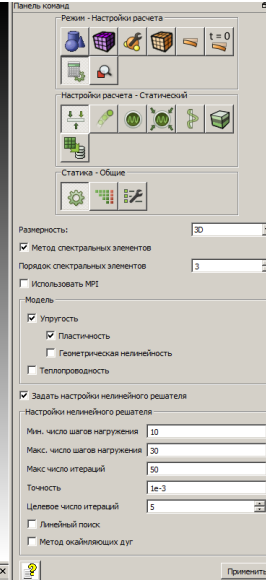 Панель команд
Режим - Настройки расчета
t = 0
Настройки расчета - Статический
Статика - Общие
Размерность: 3D
Метод спектральных элементов
Порядок спектральных элементов 3
Использовать MPI
Модель
Упругость
Пластичность
Геометрическая нелинейность
Теплопроводность
Задать настройки нелинейного решателя
Настройки нелинейного решателя
Мин. число шагов нагружения 10
Макс. число шагов нагружения 30
Макс число итераций 50
Точность 1e-3
Целевое число итераций 5
Линейный поиск
Метод окаймляющих дуг
Применить